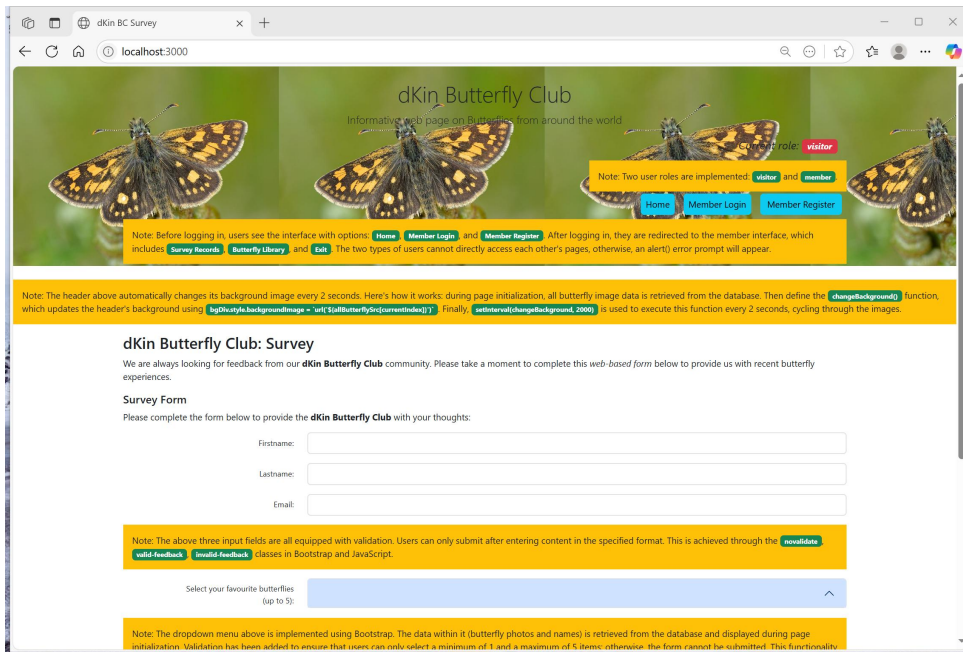 dKin BC Survey
localhost:3000
dKin Butterfly Club
Informative web page on Butterflies from around the world
Current role: visitor
Note: Two user roles are implemented: visitor and member.
Home Member Login Member Register
Note: Before logging in, users see the interface with options: Home, Member Login, and Member Register. After logging in, they are redirected to the member interface, which
includes Survey Records, Butterfly Library, and Exit. The two types of users cannot directly access each other's pages, otherwise, an alert() error prompt will appear.
Note: The header above automatically changes its background image every 2 seconds. Here's how it works: during page initialization, all butterfly image data is retrieved from the database. Then define the changeBackground() function,
which updates the header's background using bgDiv.style.backgroundImage = `url('${allButterflySrc[currentIndex]}')`. Finally, setInterval(changeBackground, 2000) is used to execute this function every 2 seconds, cycling through the images.
dKin Butterfly Club: Survey
We are always looking for feedback from our dKin Butterfly Club community. Please take a moment to complete this web-based form below to provide us with recent butterfly
experiences.
Survey Form
Please complete the form below to provide the dKin Butterfly Club with your thoughts:
Firstname:
Lastname:
Email:
Note: The above three input fields are all equipped with validation. Users can only submit after entering content in the specified format. This is achieved through the novalidate,
valid-feedback, invalid-feedback classes in Bootstrap and JavaScript.
Select your favourite butterflies
(up to 5):
Note: The dropdown menu above is implemented using Bootstrap. The data within it (butterfly photos and names) is retrieved from the database and displayed during page
initialization. Validation has been added to ensure that users can only select a minimum of 1 and a maximum of 5 items; otherwise, the form cannot be submitted. This functionality